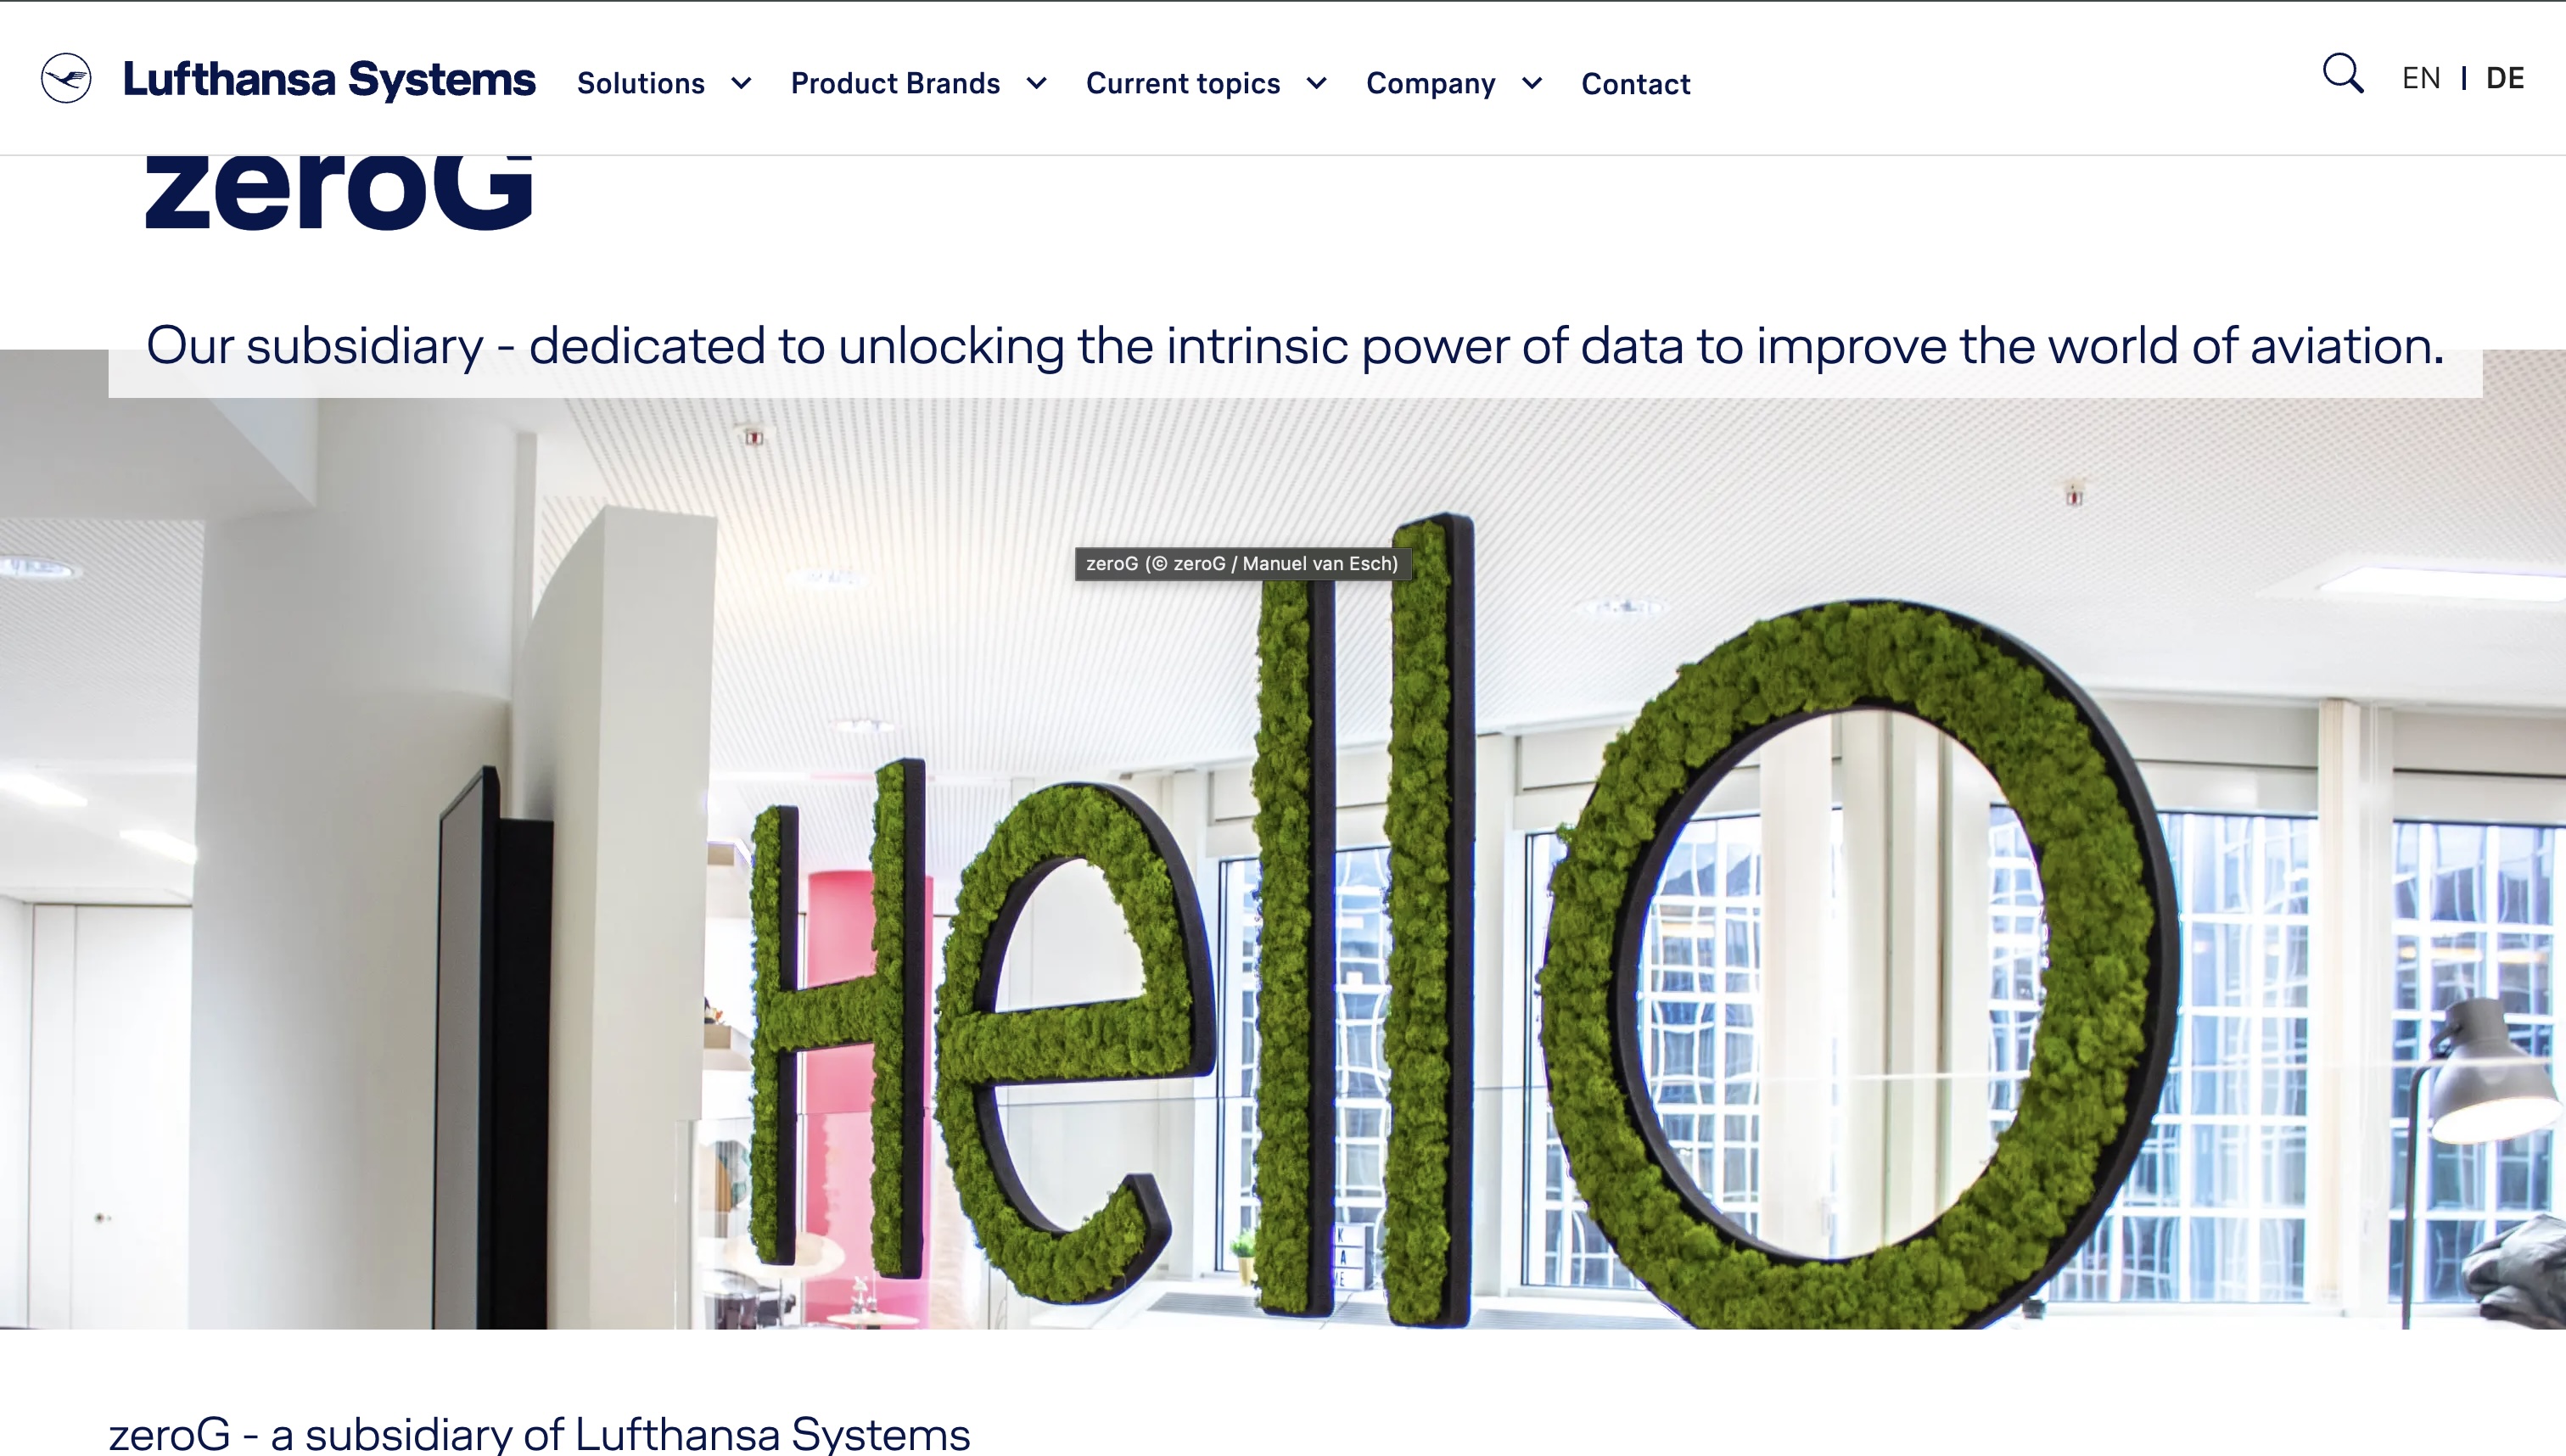 Lufthansa Systems Solutions Product Brands Current topics Company Contact EN | DE
zeroG
Our subsidiary - dedicated to unlocking the intrinsic power of data to improve the world of aviation.
zeroG (© zeroG / Manuel van Esch)
Hello
K
A
VE
zeroG - a subsidiary of Lufthansa Systems